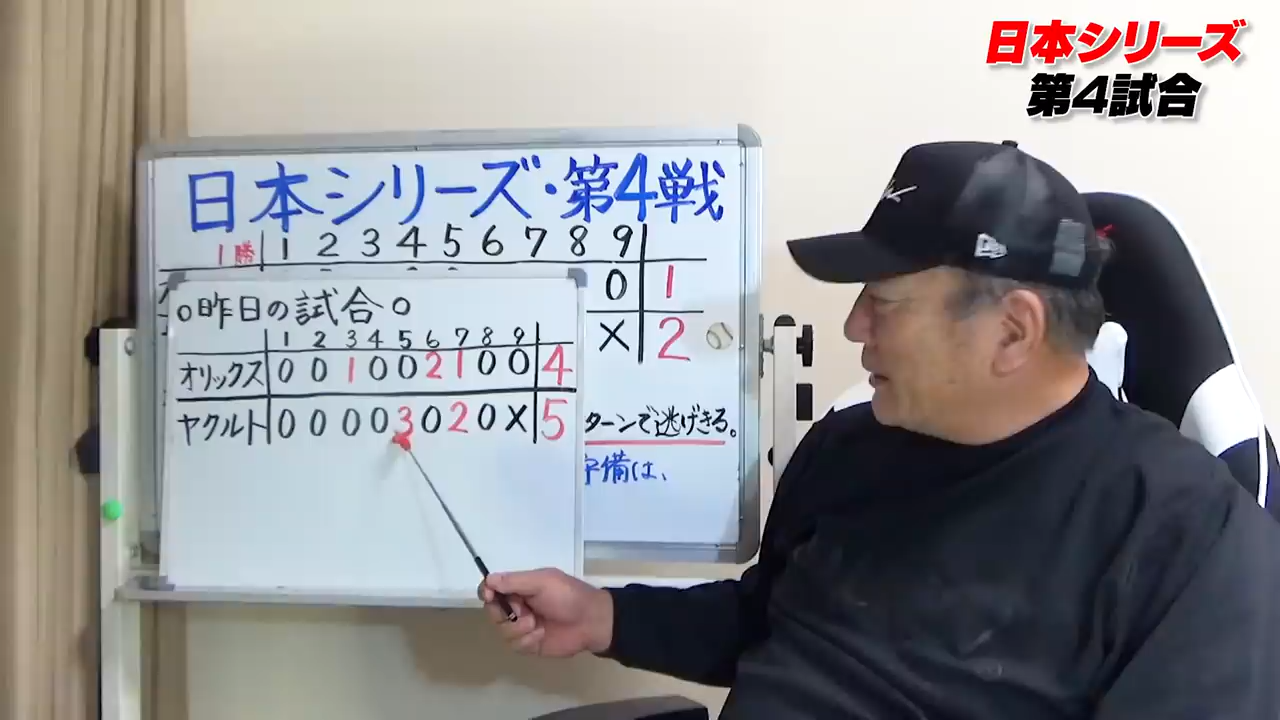 日本シリーズ
第4試合
日本シリーズ・第4戦
1勝 1 2 3 4 5 6 7 8 9
0 1
X 2
ターンで逃げきる。
守備は、
○昨日の試合○
1 2 3 4 5 6 7 8 9
オリックス 0 0 1 0 0 2 1 0 0 4
ヤクルト 0 0 0 0 3 0 2 0 X 5